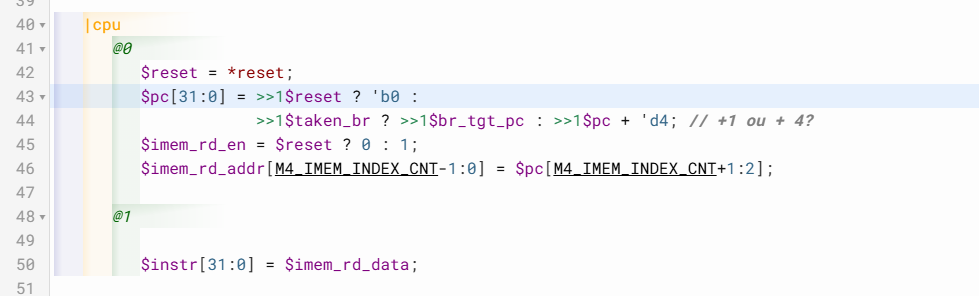 39
40 |cpu
41 @0
42 $reset = *reset;
43 $pc[31:0] = >>1$reset ? 'b0 :
44 >>1$taken_br ? >>1$br_tgt_pc : >>1$pc + 'd4; // +1 ou + 4?
45 $imem_rd_en = $reset ? 0 : 1;
46 $imem_rd_addr[M4_IMEM_INDEX_CNT-1:0] = $pc[M4_IMEM_INDEX_CNT+1:2];
47
48 @1
49
50 $instr[31:0] = $imem_rd_data;
51